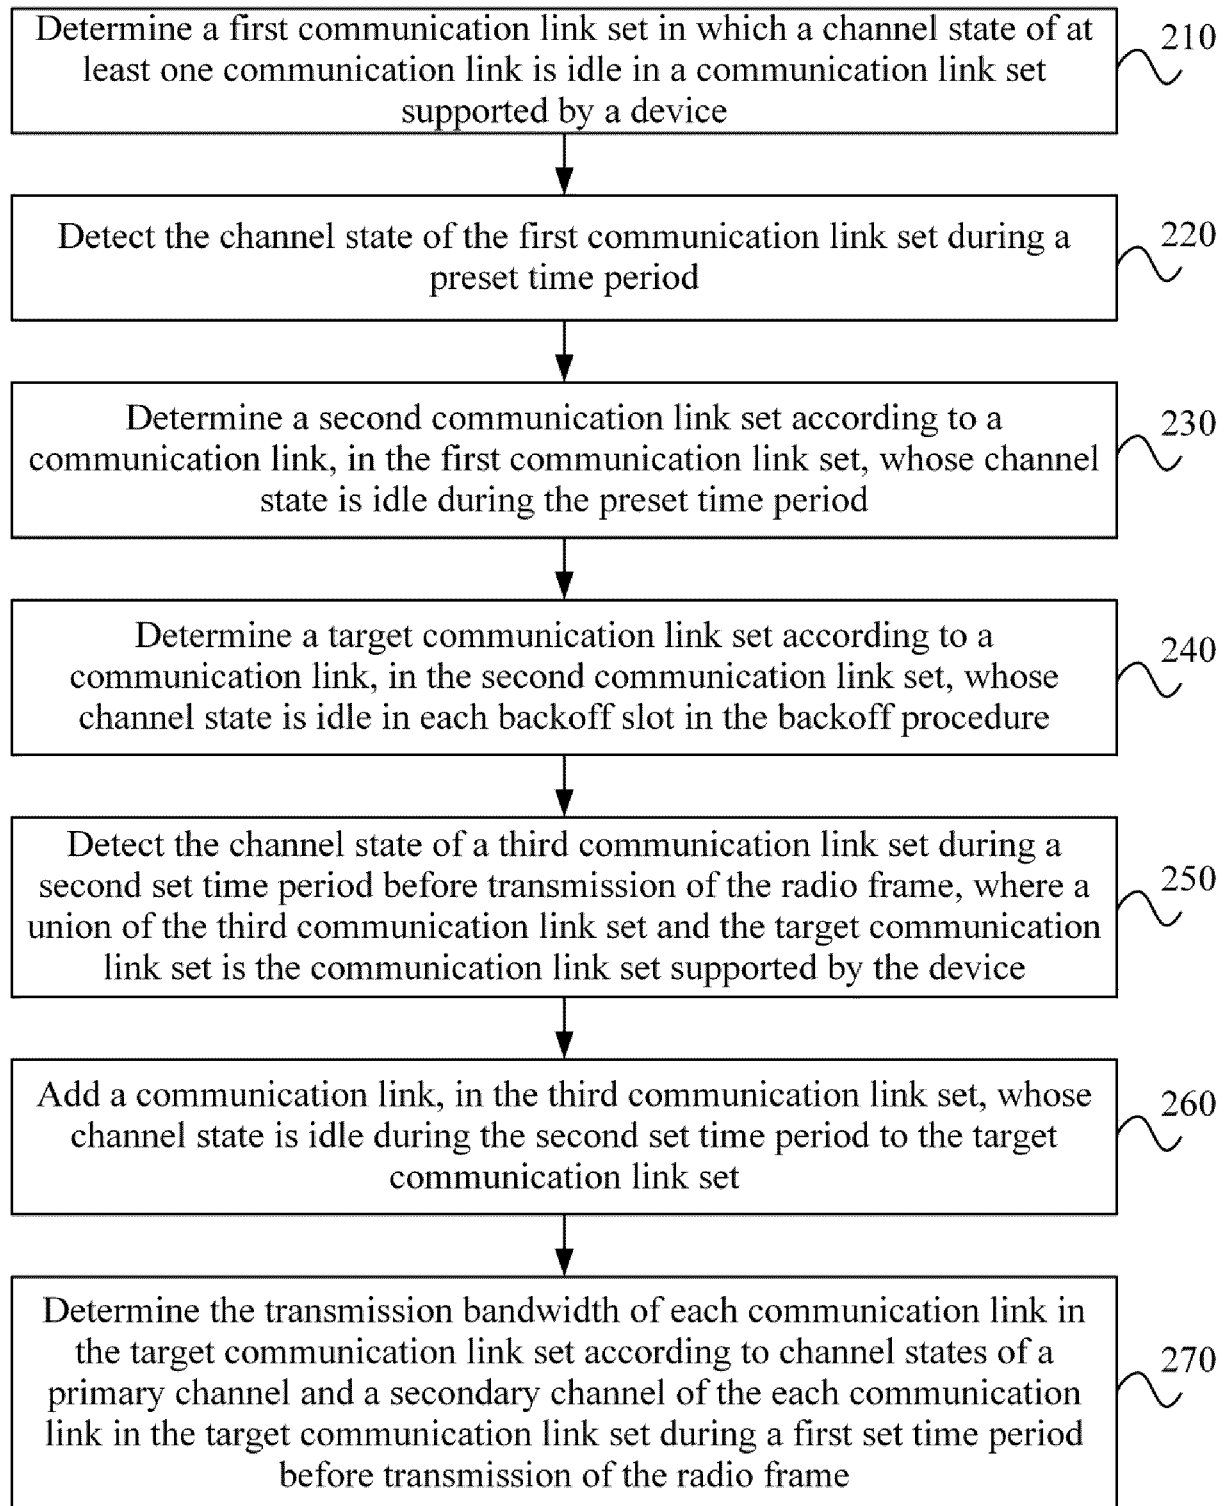 Determine a first communication link set in which a channel state of at
least one communication link is idle in a communication link set
supported by a device
210
Detect the channel state of the first communication link set during a
preset time period
220
Determine a second communication link set according to a
communication link, in the first communication link set, whose channel
state is idle during the preset time period
230
Determine a target communication link set according to a
communication link, in the second communication link set, whose
channel state is idle in each backoff slot in the backoff procedure
240
Detect the channel state of a third communication link set during a
second set time period before transmission of the radio frame, where a
union of the third communication link set and the target communication
link set is the communication link set supported by the device
250
Add a communication link, in the third communication link set, whose
channel state is idle during the second set time period to the target
communication link set
260
Determine the transmission bandwidth of each communication link in
the target communication link set according to channel states of a
primary channel and a secondary channel of the each communication
link in the target communication link set during a first set time period
before transmission of the radio frame
270